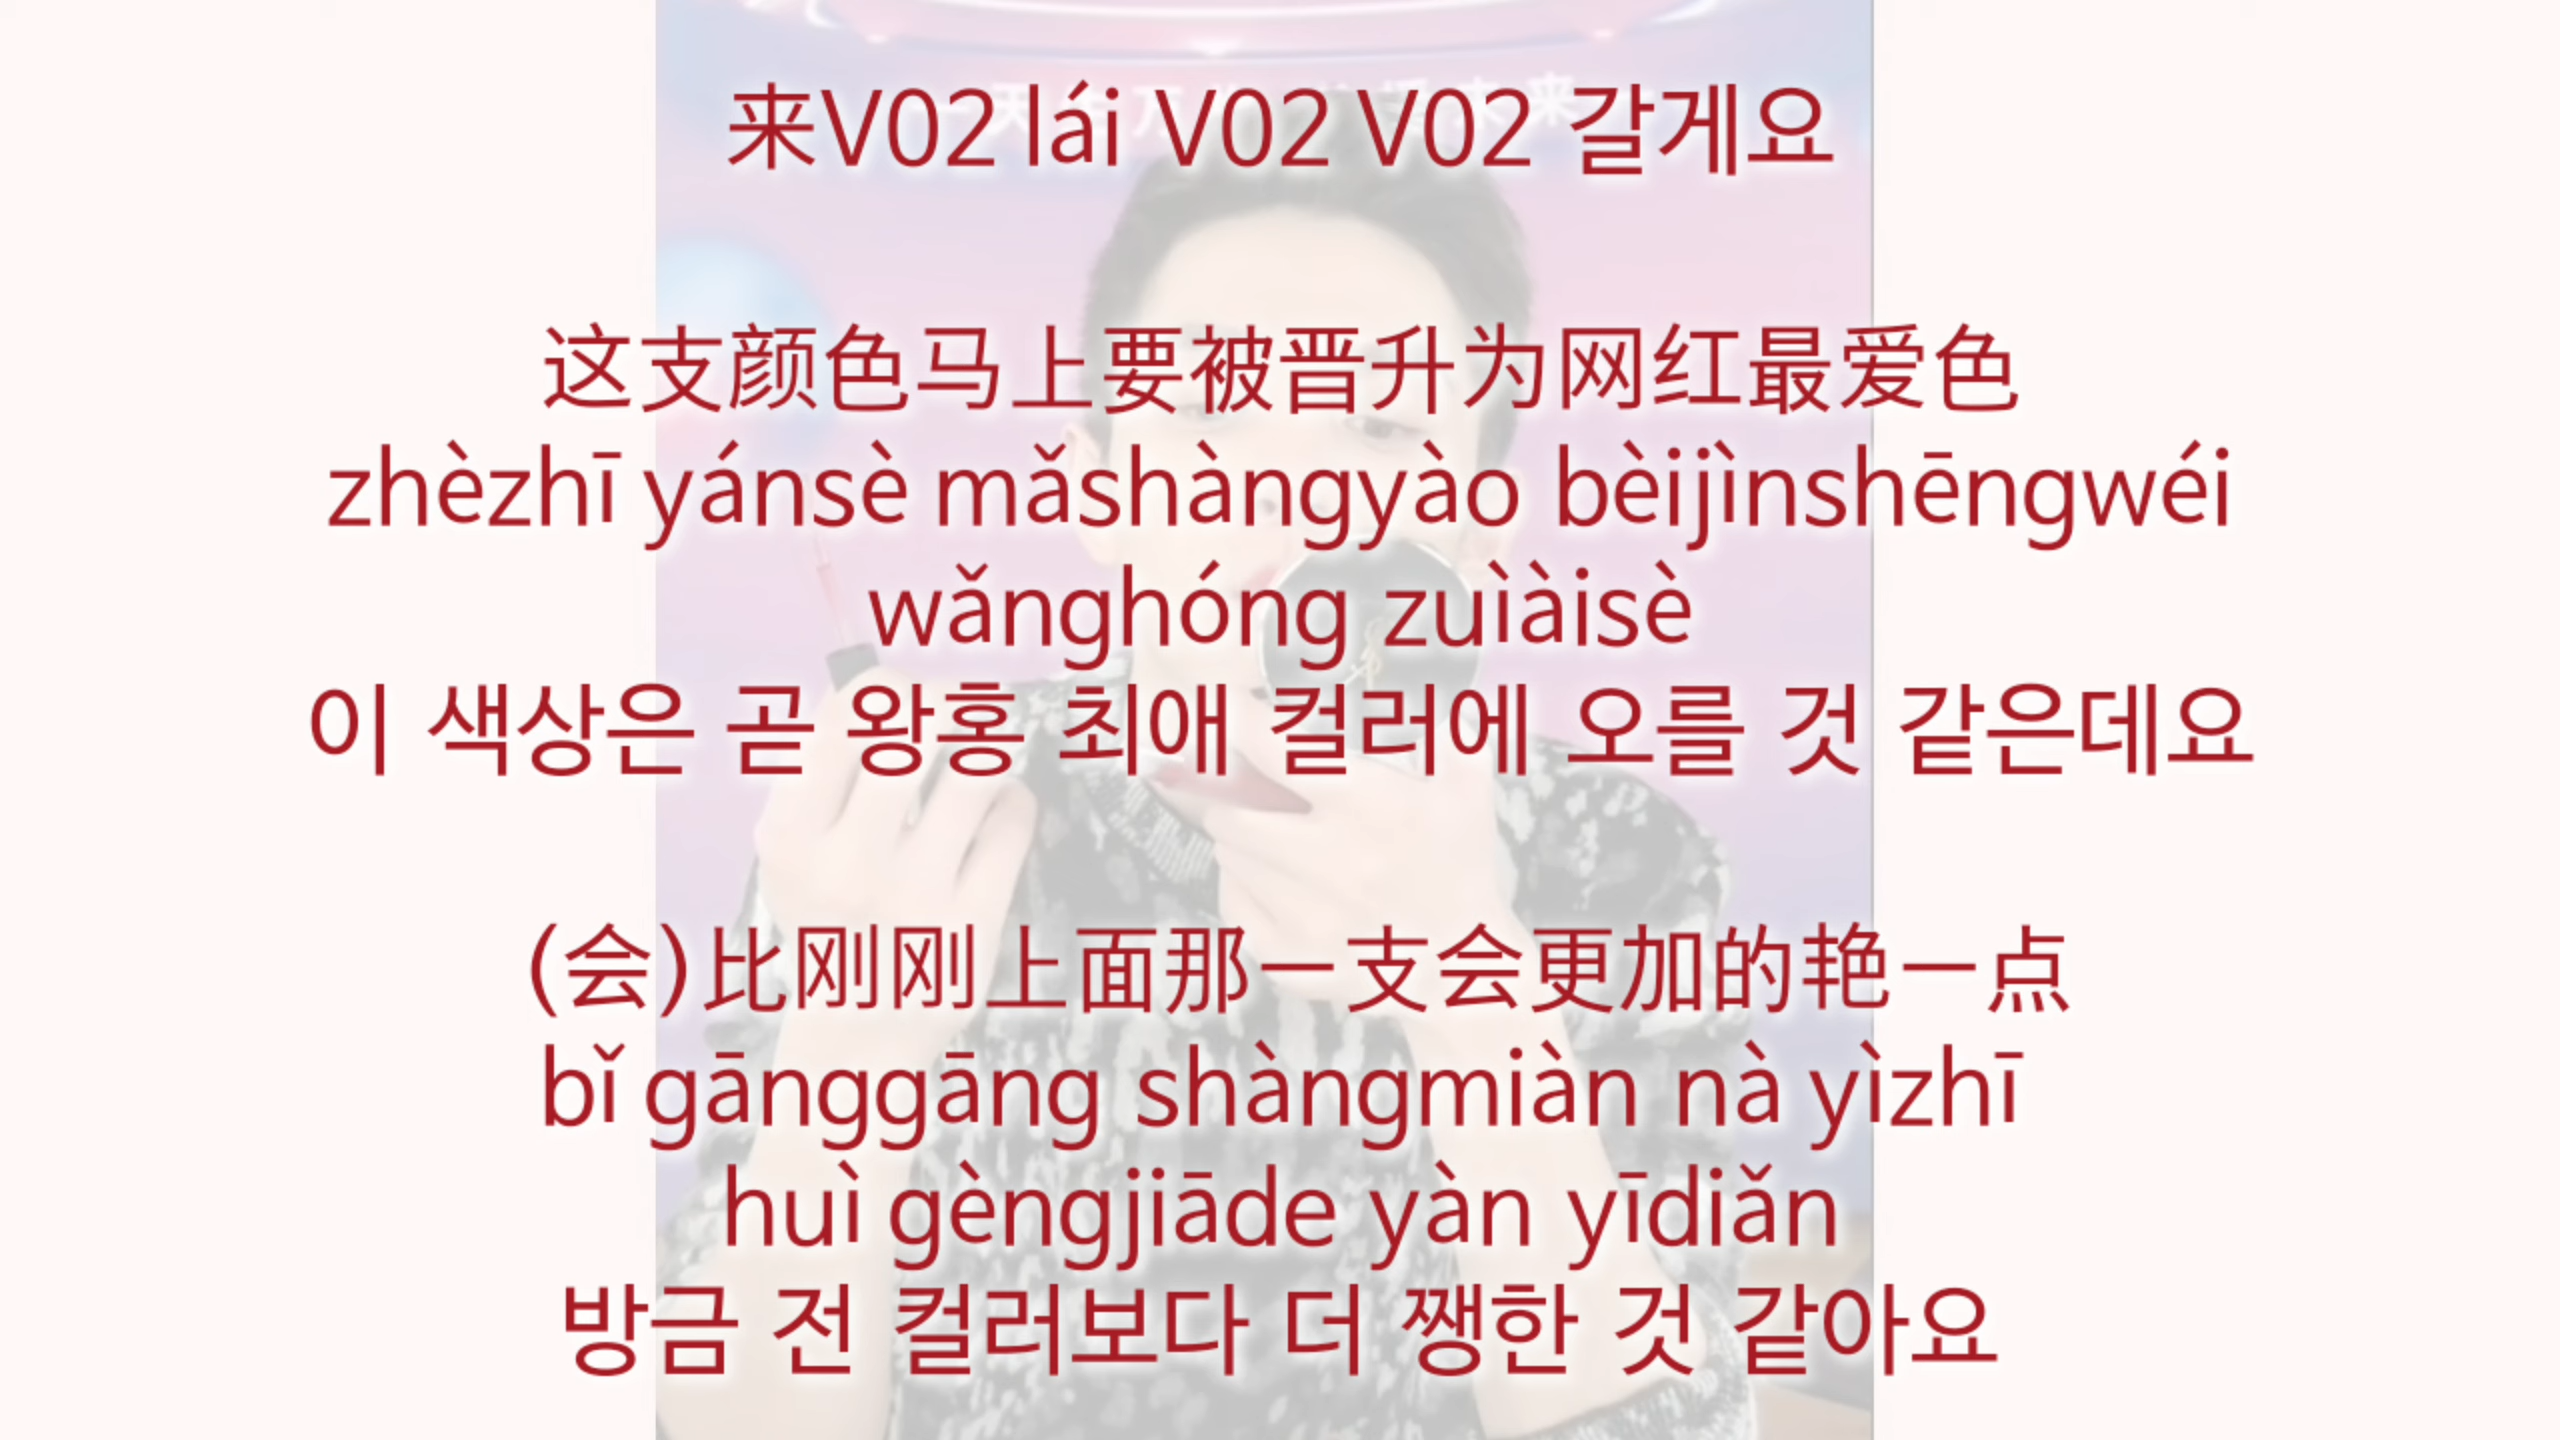 来V02 lái V02 V02 갈게요
这支颜色马上要被晋升为网红最爱色
zhèzhī yánsè mǎshàngyào bèijìnshēngwéi
wǎnghóng zuìàisè
이 색상은 곧 왕홍 최애 컬러에 오를 것 같은데요
(会)比刚刚上面那一支会更加的艳一点
bǐ gānggāng shàngmiàn nà yìzhī
huì gèngjiāde yàn yīdiǎn
방금 전 컬러보다 더 쨍한 것 같아요